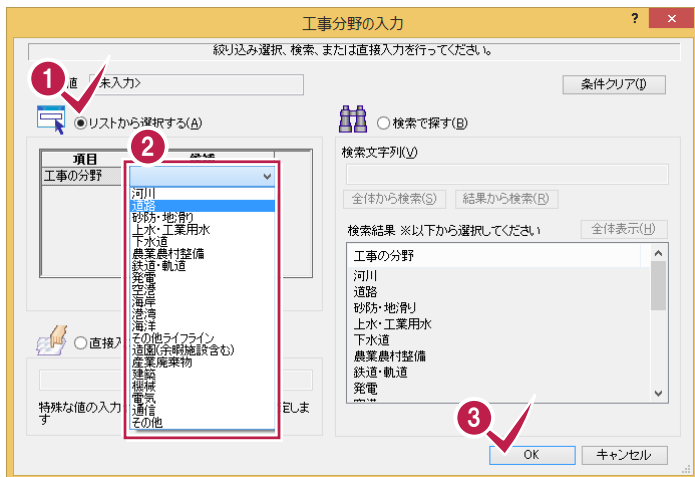 工事分野の入力
? ×
絞り込み選択、検索、または直接入力を行ってください。
1
値 未入力>
条件クリア(I)
リストから選択する(A)
検索で探す(B)
2
項目
工事の分野
河川
道路
砂防・地滑り
上水・工業用水
下水道
農業農村整備
鉄道・軌道
発電
空港
海岸
港湾
海洋
その他ライフライン
造園(余暇施設含む)
産業廃棄物
建築
機械
電気
通信
その他
検索文字列(V)
全体から検索(S)
結果から検索(R)
検索結果 ※以下から選択してください
全体表示(H)
工事の分野
河川
道路
砂防・地滑り
上水・工業用水
下水道
農業農村整備
鉄道・軌道
発電
直接入
特殊な値の入力
定しま
す
3
OK
キャンセル